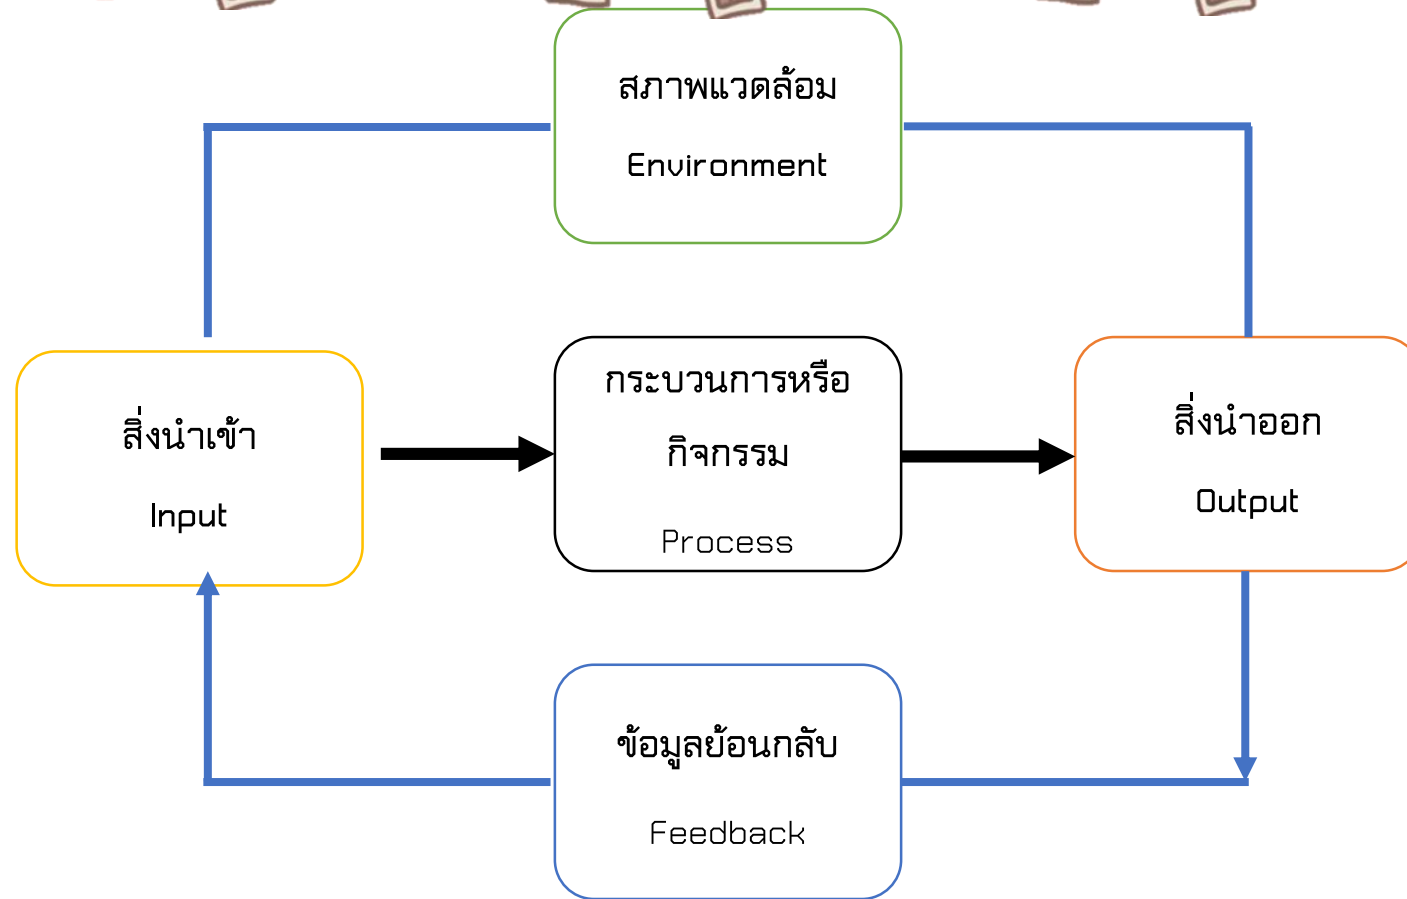 สภาพแวดล้อม
Environment
สิ่งนำเข้า
Input
กระบวนการหรือ
กิจกรรม
Process
สิ่งนำออก
Output
ข้อมูลย้อนกลับ
Feedback